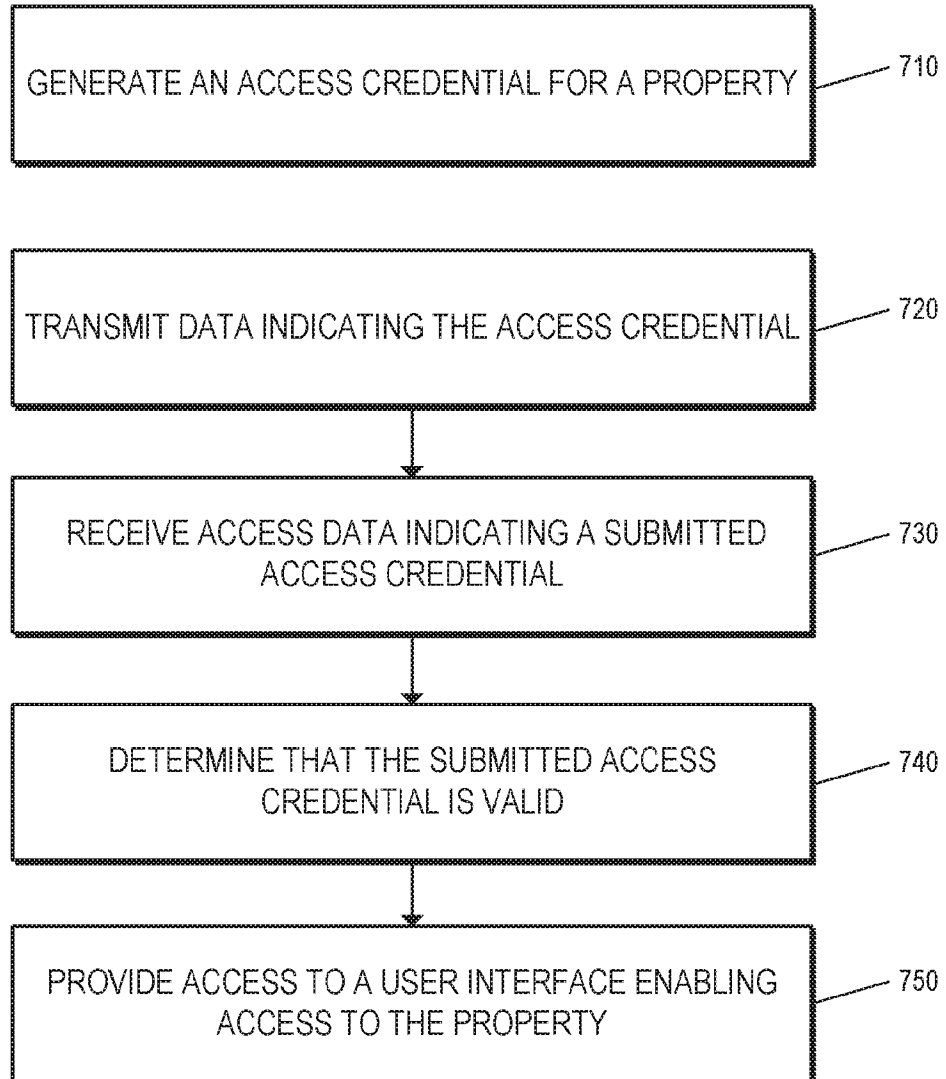 GENERATE AN ACCESS CREDENTIAL FOR A PROPERTY
710
TRANSMIT DATA INDICATING THE ACCESS CREDENTIAL
720
RECEIVE ACCESS DATA INDICATING A SUBMITTED
ACCESS CREDENTIAL
730
DETERMINE THAT THE SUBMITTED ACCESS
CREDENTIAL IS VALID
740
PROVIDE ACCESS TO A USER INTERFACE ENABLING
ACCESS TO THE PROPERTY
750